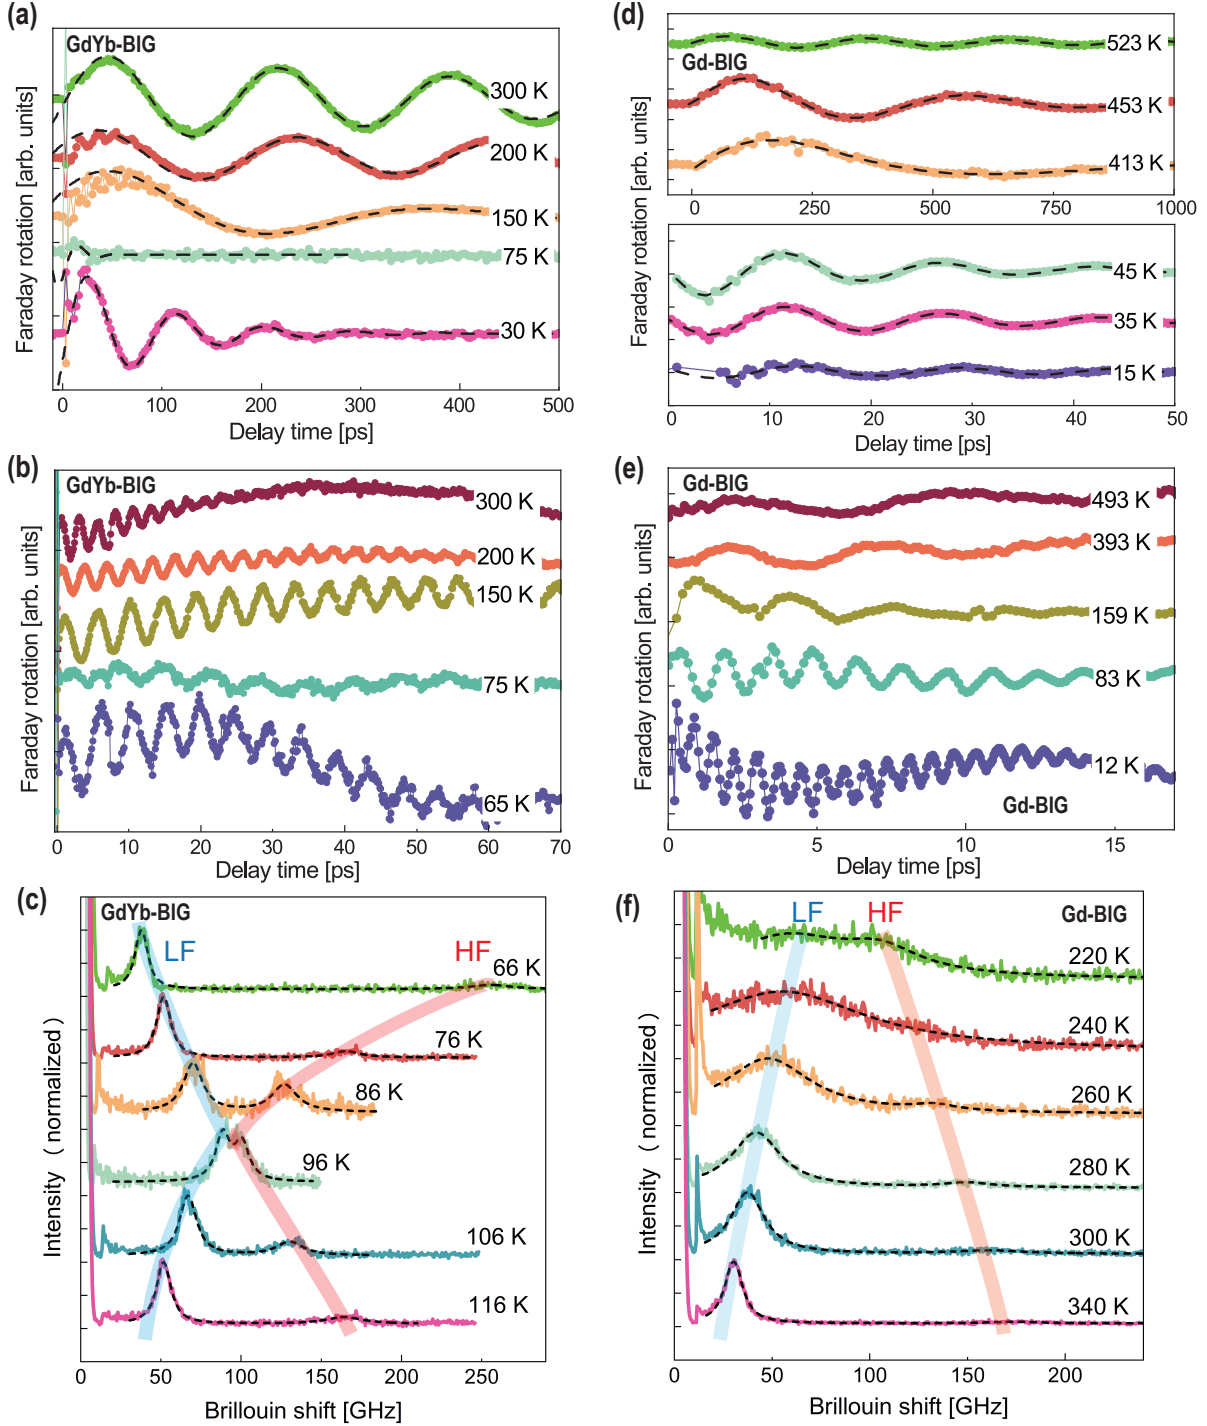 (a)
GdYb-BIG
300 K
200 K
150 K
75 K
30 K
Faraday rotation [arb. units]
0 100 200 300 400 500
Delay time [ps]
(b)
GdYb-BIG
300 K
200 K
150 K
75 K
65 K
Faraday rotation [arb. units]
0 10 20 30 40 50 60 70
Delay time [ps]
(c)
GdYb-BIG
LF
HF
66 K
76 K
86 K
96 K
106 K
116 K
Intensity ( normalized )
0 50 100 150 200 250
Brillouin shift [GHz]
(d)
523 K
Gd-BIG
453 K
413 K
0 250 500 750 1000
45 K
35 K
15 K
Faraday rotation [arb. units]
0 10 20 30 40 50
Delay time [ps]
(e)
Gd-BIG
493 K
393 K
159 K
83 K
12 K
Gd-BIG
Faraday rotation [arb. units]
0 5 10 15
Delay time [ps]
(f)
LF
HF
Gd-BIG
220 K
240 K
260 K
280 K
300 K
340 K
Intensity ( normalized )
0 50 100 150 200
Brillouin shift [GHz]